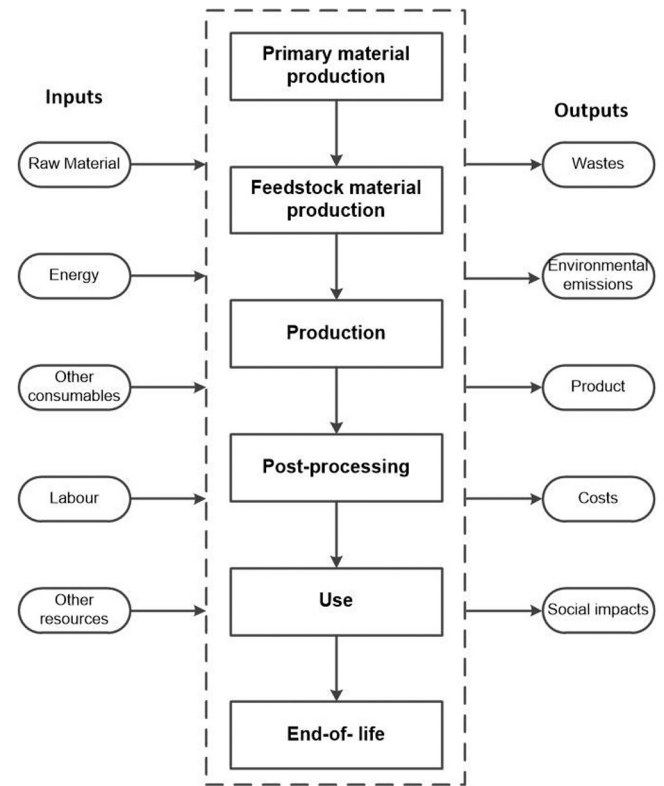 Inputs
Raw Material
Energy
Other
consumables
Labour
Other
resources
Primary material
production
Feedstock material
production
Production
Post-processing
Use
End-of- life
Outputs
Wastes
Environmental
emissions
Product
Costs
Social impacts